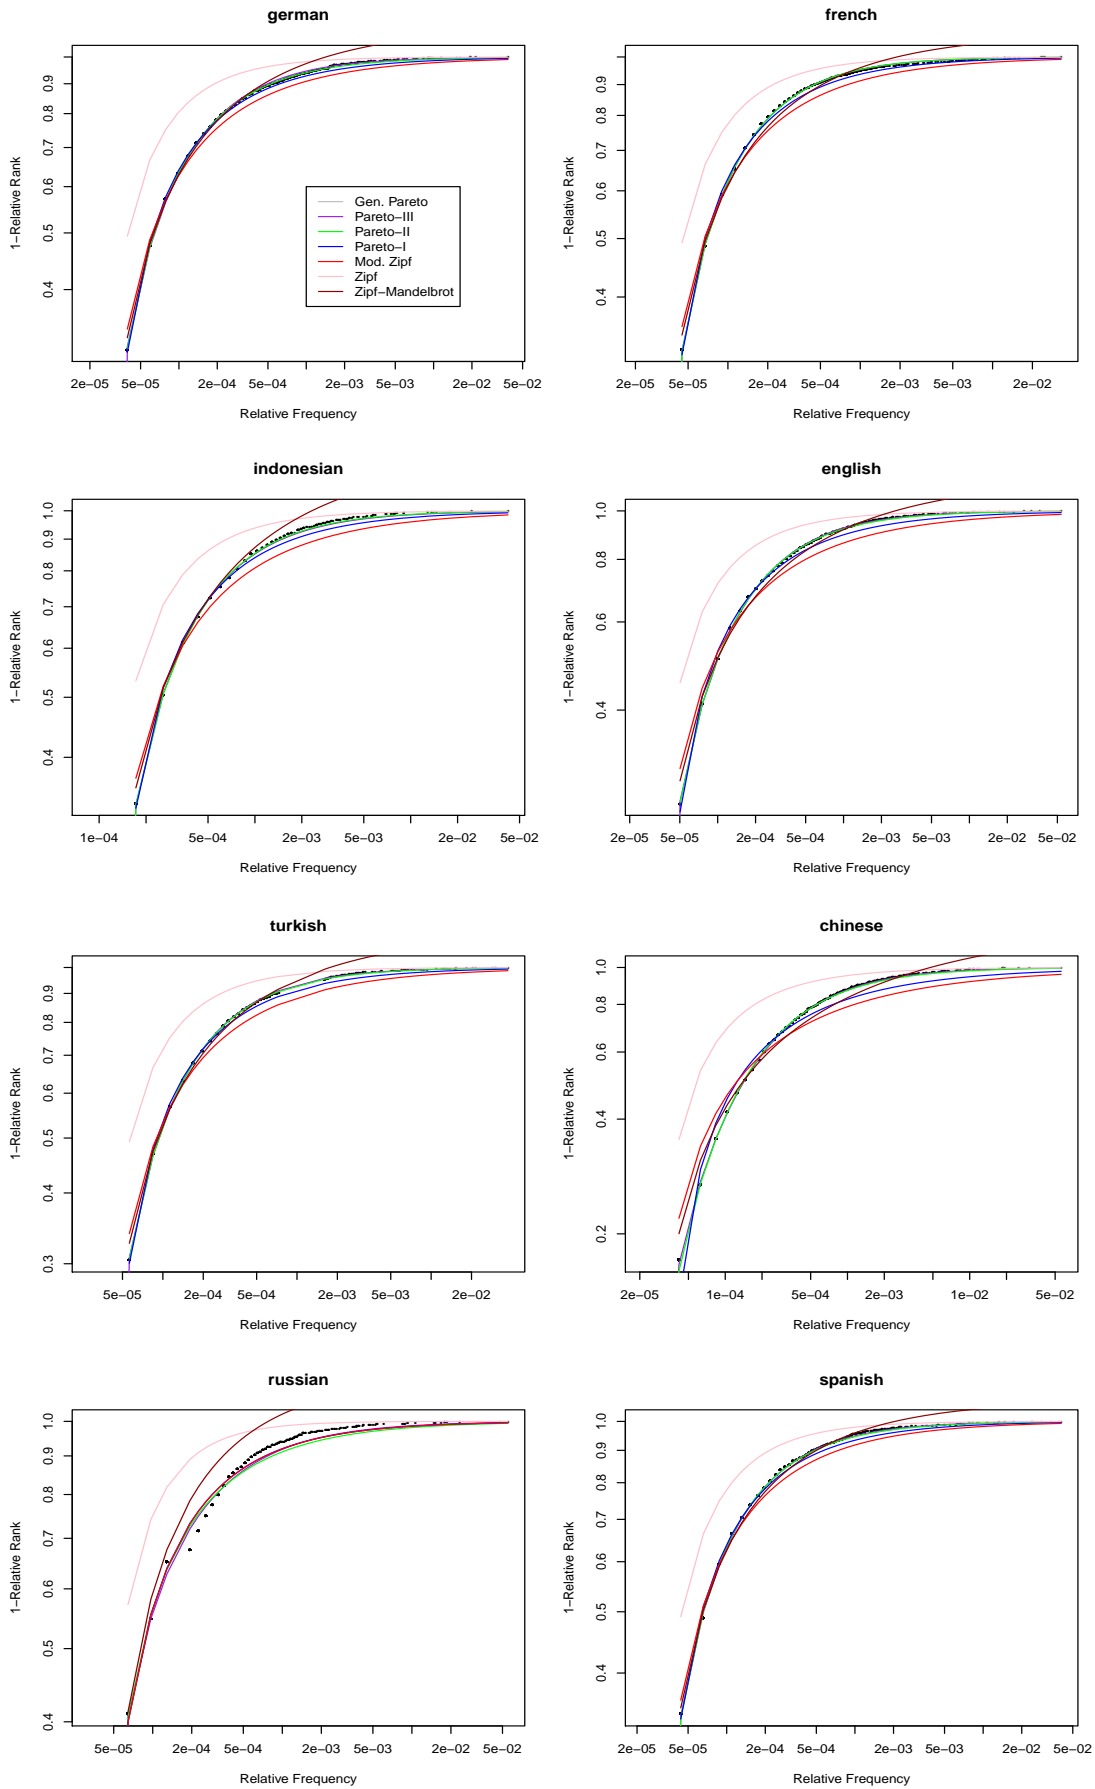 german
1−Relative Rank
0.4 0.5 0.6 0.7 0.8 0.9
Gen. Pareto
Pareto−III
Pareto−II
Pareto−I
Mod. Zipf
Zipf
Zipf−Mandelbrot
2e−05 5e−05 2e−04 5e−04 2e−03 5e−03 2e−02 5e−02
Relative Frequency
french
1−Relative Rank
0.4 0.5 0.6 0.7 0.8 0.9
2e−05 5e−05 2e−04 5e−04 2e−03 5e−03 2e−02
Relative Frequency
indonesian
1−Relative Rank
0.4 0.5 0.6 0.7 0.8 0.9 1.0
1e−04 5e−04 2e−03 5e−03 2e−02 5e−02
Relative Frequency
english
1−Relative Rank
0.4 0.6 0.8 1.0
2e−05 5e−05 2e−04 5e−04 2e−03 5e−03 2e−02 5e−02
Relative Frequency
turkish
1−Relative Rank
0.3 0.4 0.5 0.6 0.7 0.8 0.9
5e−05 2e−04 5e−04 2e−03 5e−03 2e−02
Relative Frequency
chinese
1−Relative Rank
0.2 0.4 0.6 0.8 1.0
2e−05 1e−04 5e−04 2e−03 1e−02 5e−02
Relative Frequency
russian
1−Relative Rank
0.4 0.5 0.6 0.7 0.8 0.9 1.0
5e−05 2e−04 5e−04 2e−03 5e−03 2e−02 5e−02
Relative Frequency
spanish
1−Relative Rank
0.4 0.5 0.6 0.7 0.8 0.9 1.0
2e−05 5e−05 2e−04 5e−04 2e−03 5e−03 2e−02 5e−02
Relative Frequency